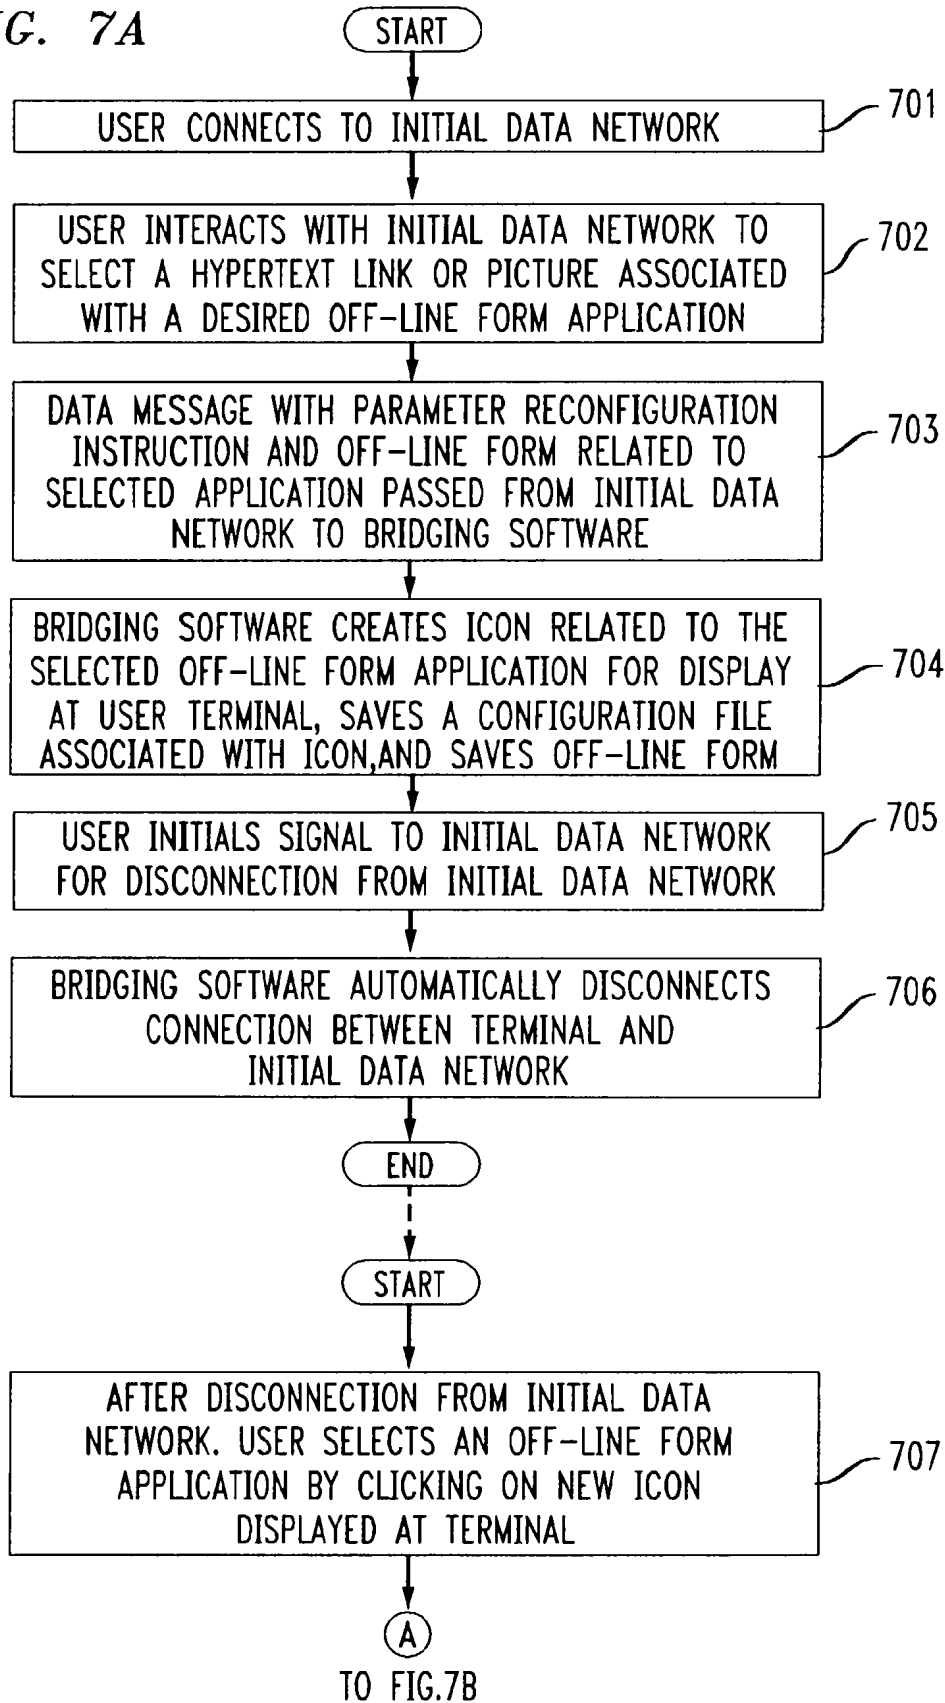 G. 7A
START
USER CONNECTS TO INITIAL DATA NETWORK
701
USER INTERACTS WITH INITIAL DATA NETWORK TO
SELECT A HYPERTEXT LINK OR PICTURE ASSOCIATED
WITH A DESIRED OFF-LINE FORM APPLICATION
702
DATA MESSAGE WITH PARAMETER RECONFIGURATION
INSTRUCTION AND OFF-LINE FORM RELATED TO
SELECTED APPLICATION PASSED FROM INITIAL DATA
NETWORK TO BRIDGING SOFTWARE
703
BRIDGING SOFTWARE CREATES ICON RELATED TO THE
SELECTED OFF-LINE FORM APPLICATION FOR DISPLAY
AT USER TERMINAL, SAVES A CONFIGURATION FILE
ASSOCIATED WITH ICON,AND SAVES OFF-LINE FORM
704
USER INITIALS SIGNAL TO INITIAL DATA NETWORK
FOR DISCONNECTION FROM INITIAL DATA NETWORK
705
BRIDGING SOFTWARE AUTOMATICALLY DISCONNECTS
CONNECTION BETWEEN TERMINAL AND
INITIAL DATA NETWORK
706
END
START
AFTER DISCONNECTION FROM INITIAL DATA
NETWORK. USER SELECTS AN OFF-LINE FORM
APPLICATION BY CLICKING ON NEW ICON
DISPLAYED AT TERMINAL
707
A
TO FIG.7B